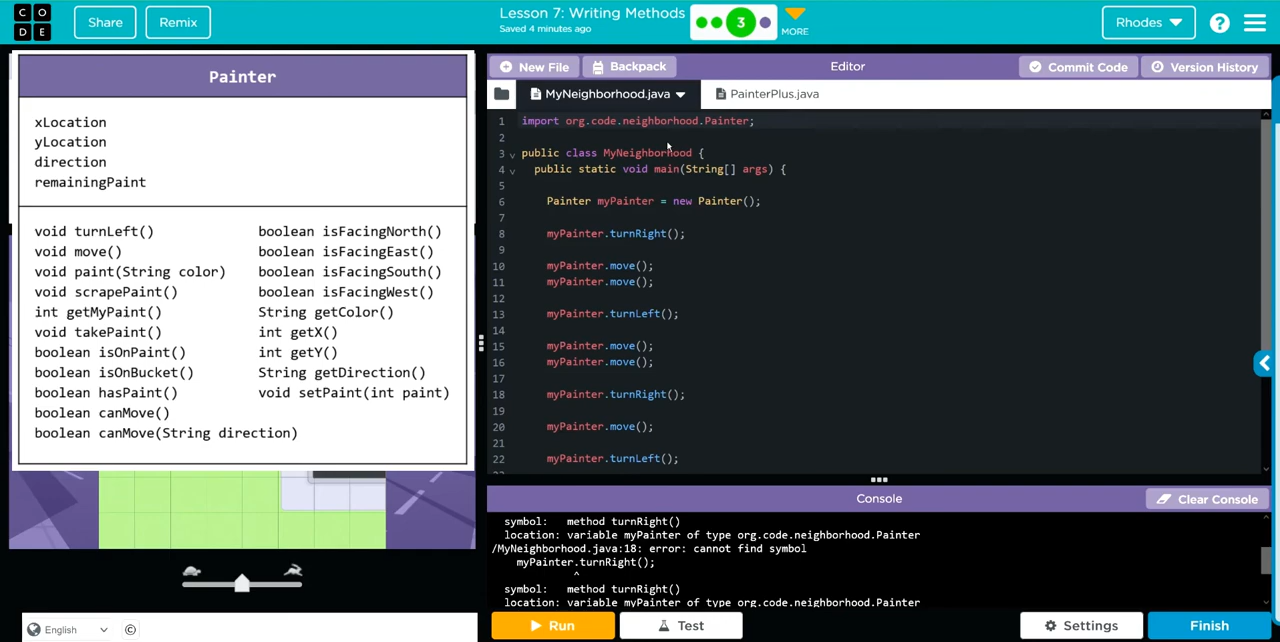 CO
DE
Share
Remix
Lesson 7: Writing Methods
Saved 4 minutes ago
3
MORE
Rhodes
?
Painter
xLocation
yLocation
direction
remainingPaint
void turnLeft()
void move()
void paint(String color)
void scrapePaint()
int getMyPaint()
void takePaint()
boolean isOnPaint()
boolean isOnBucket()
boolean hasPaint()
boolean canMove()
boolean canMove(String direction)
boolean isFacingNorth()
boolean isFacingEast()
boolean isFacingSouth()
boolean isFacingWest()
String getColor()
int getX()
int getY()
String getDirection()
void setPaint(int paint)
English
©
New File
Backpack
Editor
Commit Code
Version History
MyNeighborhood.java
PainterPlus.java
1 import org.code.neighborhood.Painter;
2
3 public class MyNeighborhood {
4 public static void main(String[] args) {
5
6 Painter myPainter = new Painter();
7
8 myPainter.turnRight();
9
10 myPainter.move();
11 myPainter.move();
12
13 myPainter.turnLeft();
14
15 myPainter.move();
16 myPainter.move();
17
18 myPainter.turnRight();
19
20 myPainter.move();
21
22 myPainter.turnLeft();
Console
Clear Console
symbol: method turnRight()
location: variable myPainter of type org.code.neighborhood.Painter
/MyNeighborhood.java:18: error: cannot find symbol
myPainter.turnRight();
^
symbol: method turnRight()
location: variable myPainter of type org.code.neighborhood.Painter
Run
Test
Settings
Finish